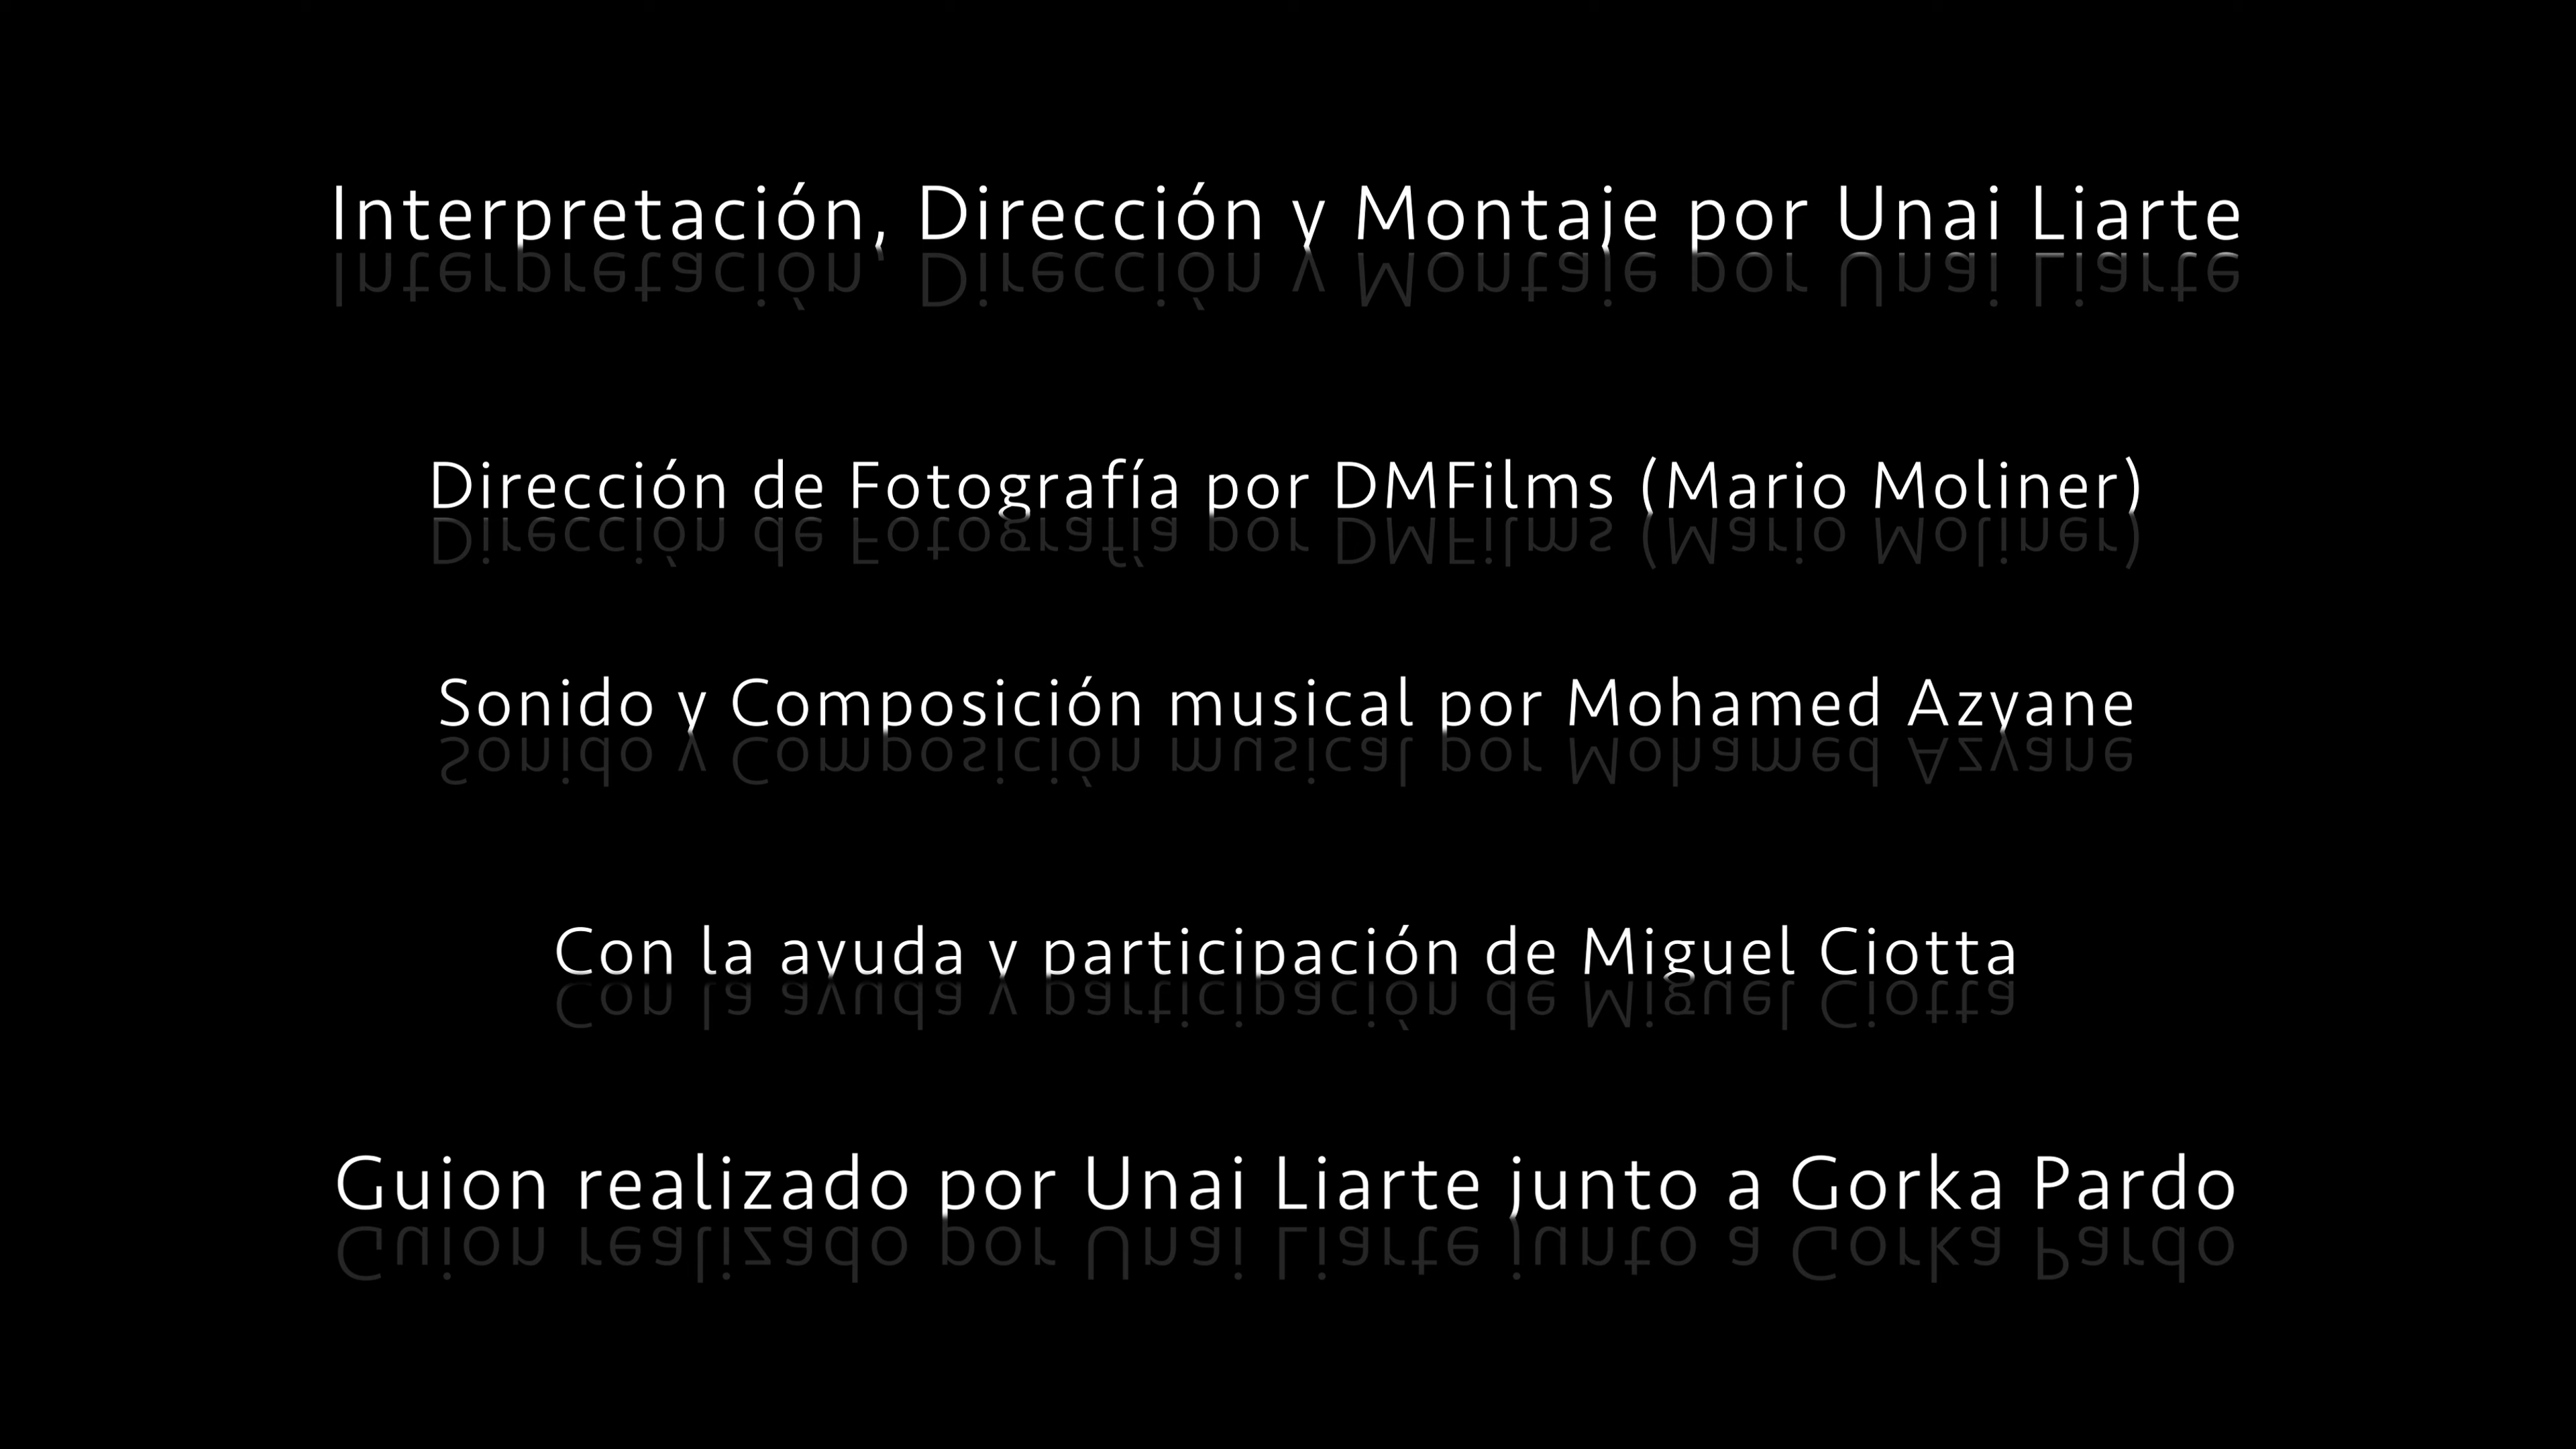 Interpretación, Dirección y Montaje por Unai Liarte
Dirección de Fotografía por DMFilms (Mario Moliner)
Sonido y Composición musical por Mohamed Azyane
Con la ayuda y participación de Miguel Ciotta
Guion realizado por Unai Liarte junto a Gorka Pardo